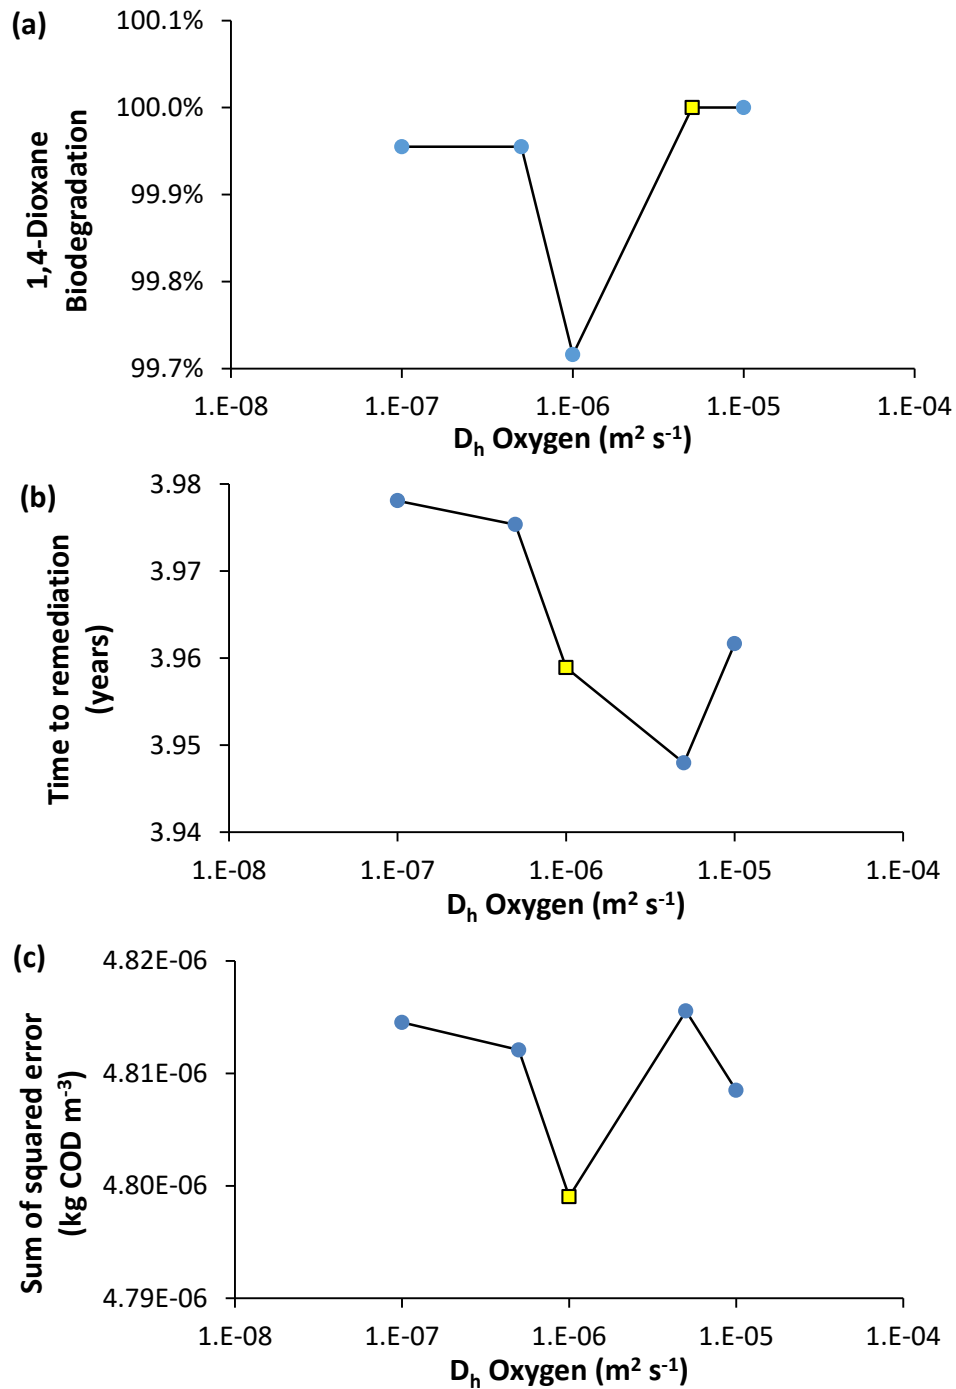 (a)
100.1%
100.0%
99.9%
99.8%
99.7%
1,4-Dioxane
Biodegradation
1.E-08 1.E-07 1.E-06 1.E-05 1.E-04
Dₕ Oxygen (m² s⁻¹)
(b)
3.98
3.97
3.96
3.95
3.94
Time to remediation
(years)
1.E-08 1.E-07 1.E-06 1.E-05 1.E-04
Dₕ Oxygen (m² s⁻¹)
(c)
4.82E-06
4.81E-06
4.80E-06
4.79E-06
Sum of squared error
(kg COD m⁻³)
1.E-08 1.E-07 1.E-06 1.E-05 1.E-04
Dₕ Oxygen (m² s⁻¹)